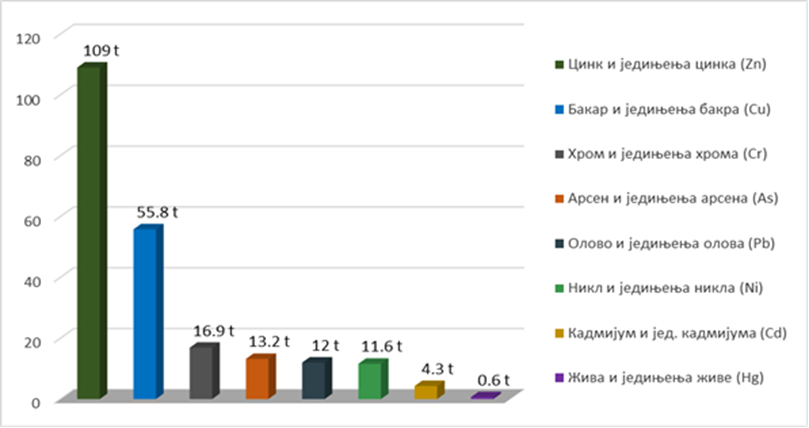 120
100
80
60
40
20
0
109 t
55.8 t
16.9 t
13.2 t
12 t
11.6 t
4.3 t
0.6 t
Цинк и једињења цинка (Zn)
Бакар и једињења бакра (Cu)
Хром и једињења хрома (Cr)
Арсен и једињења арсена (As)
Олово и једињења олова (Pb)
Никл и једињења никла (Ni)
Кадмијум и јед. кадмијума (Cd)
Жива и једињења живе (Hg)